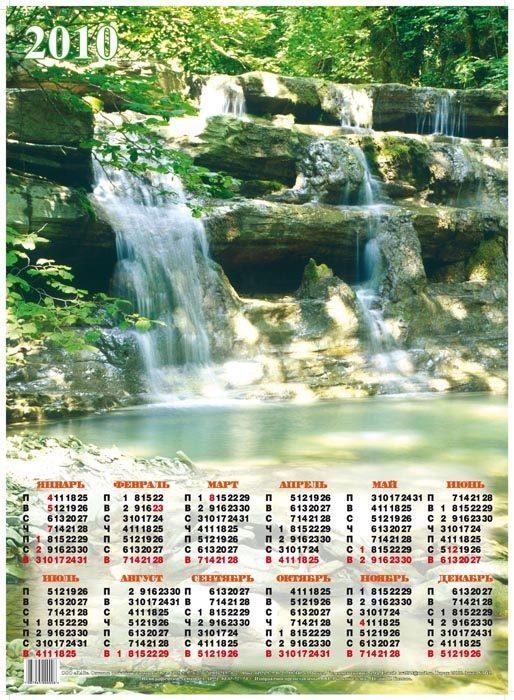 2010
ЯНВАРЬ ФЕВРАЛЬ МАРТ АПРЕЛЬ МАЙ ИЮНЬ
П 4 11 18 25 П 1 8 15 22 П 1 8 15 22 29 П 5 12 19 26 П 3 10 17 24 31 П 7 14 21 28
В 5 12 19 26 В 2 9 16 23 В 2 9 16 23 30 В 6 13 20 27 В 4 11 18 25 В 1 8 15 22 29
С 6 13 20 27 С 3 10 17 24 С 3 10 17 24 31 С 7 14 21 28 С 5 12 19 26 С 2 9 16 23 30
Ч 7 14 21 28 Ч 4 11 18 25 Ч 4 11 18 25 Ч 1 8 15 22 29 Ч 6 13 20 27 Ч 3 10 17 24
П 1 8 15 22 29 П 5 12 19 26 П 5 12 19 26 П 2 9 16 23 30 П 7 14 21 28 П 4 11 18 25
С 2 9 16 23 30 С 6 13 20 27 С 6 13 20 27 С 3 10 17 24 С 1 8 15 22 29 С 5 12 19 26
В 3 10 17 24 31 В 7 14 21 28 В 7 14 21 28 В 4 11 18 25 В 2 9 16 23 30 В 6 13 20 27
ИЮЛЬ АВГУСТ СЕНТЯБРЬ ОКТЯБРЬ НОЯБРЬ ДЕКАБРЬ
П 5 12 19 26 П 2 9 16 23 30 П 6 13 20 27 П 4 11 18 25 П 1 8 15 22 29 П 6 13 20 27
В 6 13 20 27 В 3 10 17 24 31 В 7 14 21 28 В 5 12 19 26 В 2 9 16 23 30 В 7 14 21 28
С 7 14 21 28 С 4 11 18 25 С 1 8 15 22 29 С 6 13 20 27 С 3 10 17 24 С 1 8 15 22 29
Ч 1 8 15 22 29 Ч 5 12 19 26 Ч 2 9 16 23 30 Ч 7 14 21 28 Ч 4 11 18 25 Ч 2 9 16 23 30
П 2 9 16 23 30 П 6 13 20 27 П 3 10 17 24 П 1 8 15 22 29 П 5 12 19 26 П 3 10 17 24 31
С 3 10 17 24 31 С 7 14 21 28 С 4 11 18 25 С 2 9 16 23 30 С 6 13 20 27 С 4 11 18 25
В 4 11 18 25 В 1 8 15 22 29 В 5 12 19 26 В 3 10 17 24 31 В 7 14 21 28 В 5 12 19 26